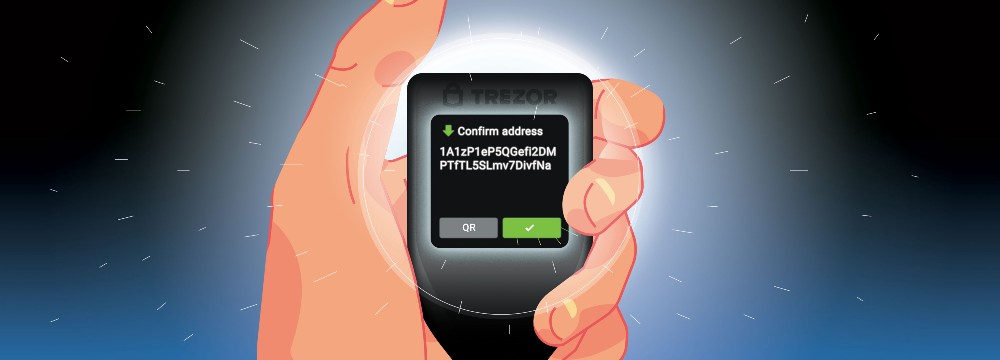 TREZOR
Confirm address
1A1zP1eP5QGefi2DM
PTfTL5SLmv7DivfNa
QR